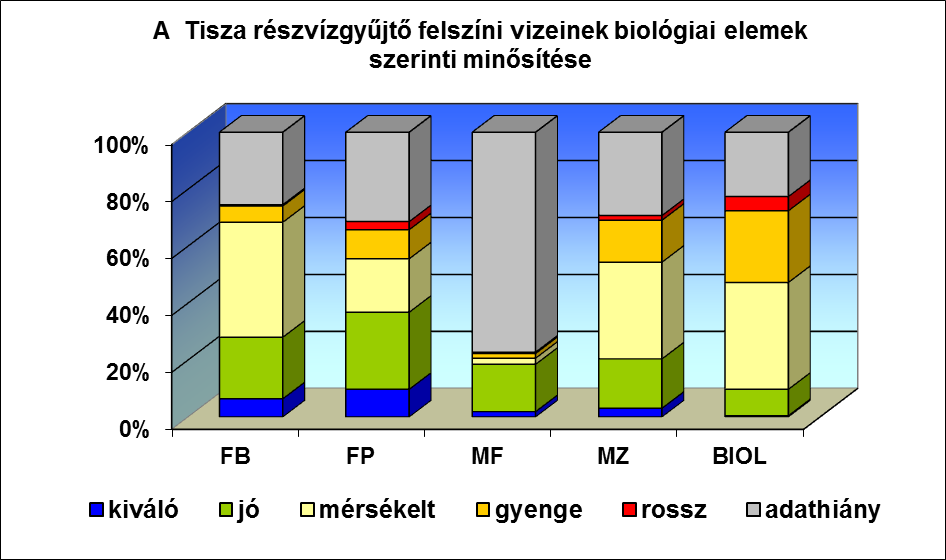 A Tisza részvízgyűjtő felszíni vizeinek biológiai elemek
szerinti minősítése
100%
80%
60%
40%
20%
0%
FB FP MF MZ BIOL
kiváló jó mérsékelt gyenge rossz adathiány